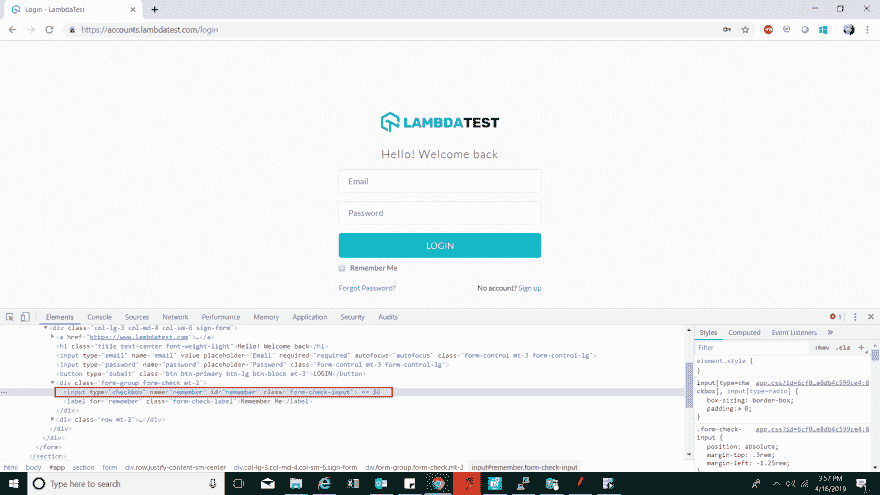 Login - LambdaTest
https://accounts.lambdatest.com/login
LAMBDATEST
Hello! Welcome back
Email
Password
LOGIN
Remember Me
Forgot Password?
No account? Sign up
Elements Console Sources Network Performance Memory Application Security Audits
1
<div class="col-lg-3 col-md-4 col-sm-6 sign-form">
<a href="https://www.lambdatest.com">…</a>
<h1 class="title text-center font-weight-light">Hello! Welcome back</h1>
<input type="email" name="email" value placeholder="Email" required="required" autofocus="autofocus" class="form-control mt-3 form-control-lg">
<input type="password" name="password" placeholder="Password" class="form-control mt-3 form-control-lg">
<button type="submit" class="btn btn-primary btn-lg btn-block mt-3">LOGIN</button>
<div class="form-group form-check mt-2">
<input type="checkbox" name="remember" id="remember" class="form-check-input"> == $0
<label for="remember" class="form-check-label">Remember Me</label>
</div>
<div class="row mt-2">…</div>
</div>
</div>
</form>
</section>
html body #app section form div.row.justify-content-sm-center div.col-lg-3.col-md-4.col-sm-6.sign-form div.form-group.form-check.mt-2 input#remember.form-check-input
Styles Computed Event Listeners
Filter :hov .cls +
element.style {
}
input[type=che app.css?id=6cf0…e8db4c599ce4:8
ckbox], input[type=radio] {
box-sizing: border-box;
padding: 0;
}
.form-check- app.css?id=6cf0…e8db4c599ce4:8
input {
position: absolute;
margin-top: .3rem;
margin-left: -1.25rem;
Type here to search
3:57 PM
4/16/2019